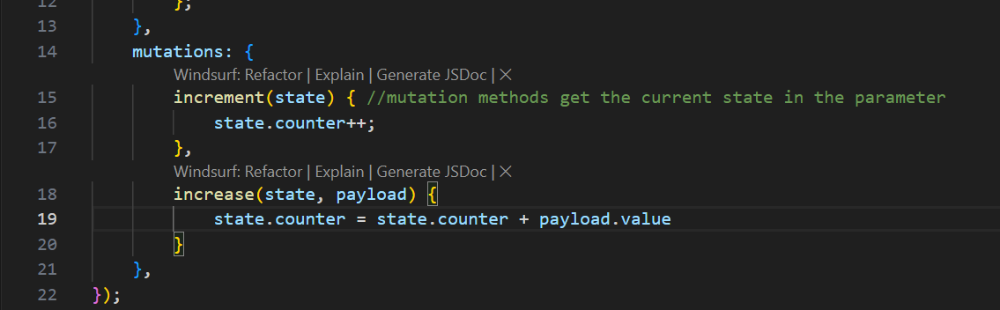 12 };
13 },
14 mutations: {
Windsurf: Refactor | Explain | Generate JSDoc | ×
15 increment(state) { //mutation methods get the current state in the parameter
16 state.counter++;
17 },
Windsurf: Refactor | Explain | Generate JSDoc | ×
18 increase(state, payload) {
19 state.counter = state.counter + payload.value
20 }
21 },
22 });